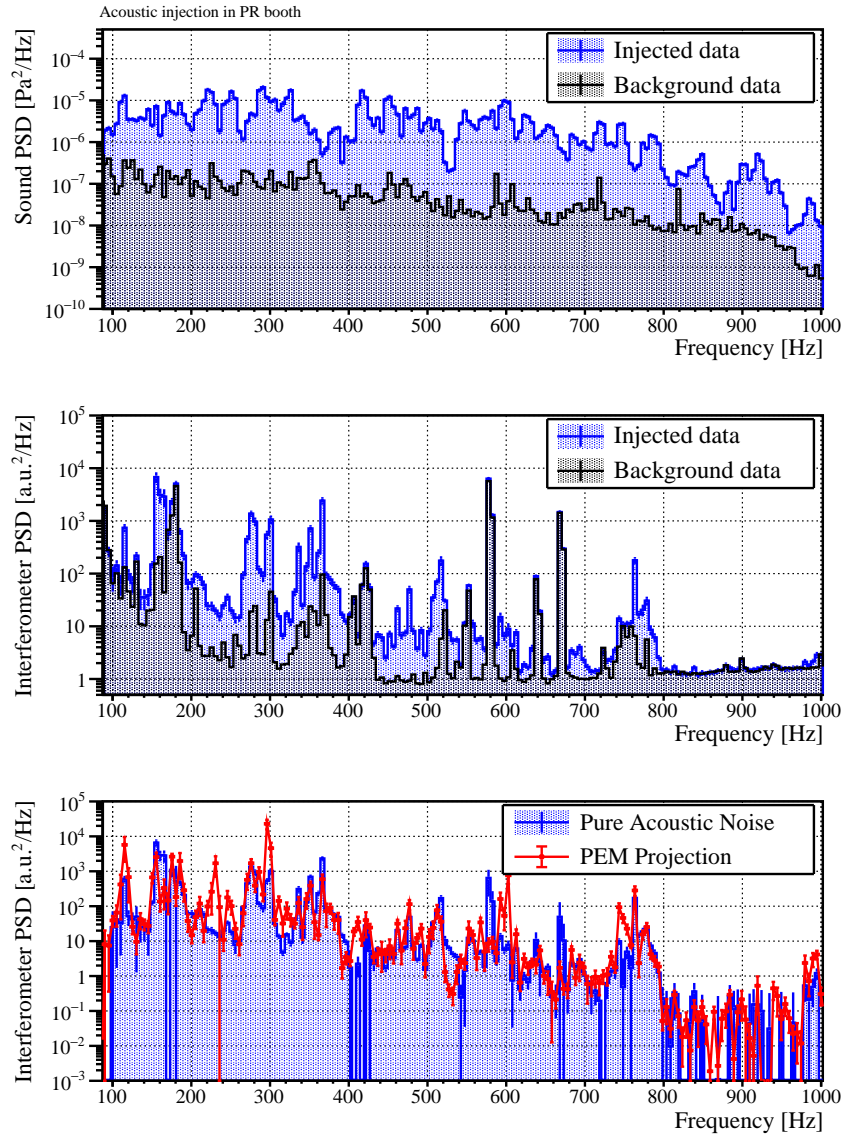 Acoustic injection in PR booth
Sound PSD [Pa²/Hz]
10⁻⁴
10⁻⁵
10⁻⁶
10⁻⁷
10⁻⁸
10⁻⁹
10⁻¹⁰
Injected data
Background data
100 200 300 400 500 600 700 800 900 1000
Frequency [Hz]
Interferometer PSD [a.u.²/Hz]
10⁵
10⁴
10³
10²
10
1
Injected data
Background data
100 200 300 400 500 600 700 800 900 1000
Frequency [Hz]
Interferometer PSD [a.u.²/Hz]
10⁵
10⁴
10³
10²
10
1
10⁻¹
10⁻²
10⁻³
Pure Acoustic Noise
PEM Projection
100 200 300 400 500 600 700 800 900 1000
Frequency [Hz]